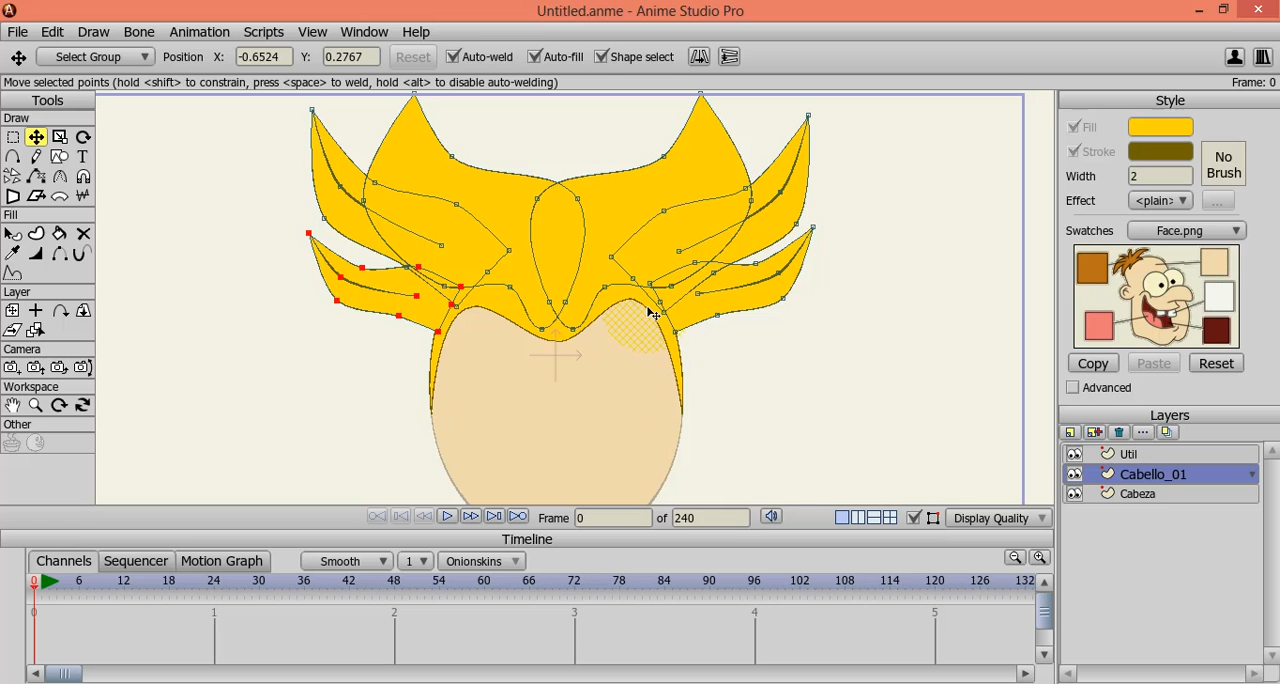 Untitled.anme - Anime Studio Pro
File Edit Draw Bone Animation Scripts View Window Help
Select Group Position X: -0.6524 Y: 0.2767 Reset Auto-weld Auto-fill Shape select
Move selected points (hold <shift> to constrain, press <space> to weld, hold <alt> to disable auto-welding) Frame: 0
Tools
Draw
T
Fill
Layer
Camera
Workspace
Other
Style
Fill
Stroke
No Brush
Width 2
Effect <plain> ...
Swatches Face.png
Copy Paste Reset
Advanced
Layers
...
Util
Cabello_01
Cabeza
Frame 0 of 240 Display Quality
Timeline
Channels Sequencer Motion Graph Smooth 1 Onionskins
0 6 12 18 24 30 36 42 48 54 60 66 72 78 84 90 96 102 108 114 120 126 132
0 1 2 3 4 5